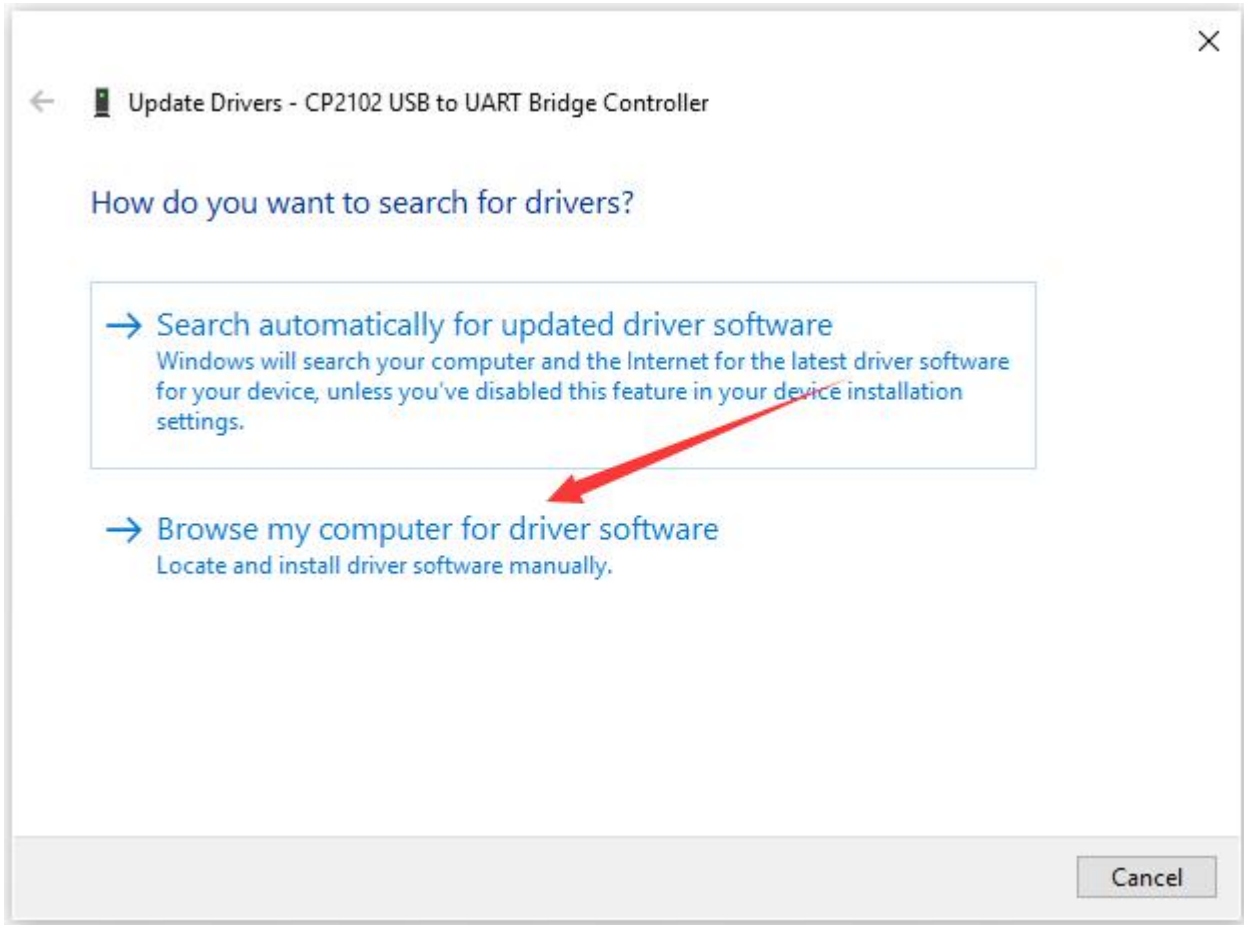 Update Drivers - CP2102 USB to UART Bridge Controller
How do you want to search for drivers?
Search automatically for updated driver software
Windows will search your computer and the Internet for the latest driver software
for your device, unless you've disabled this feature in your device installation
settings.
Browse my computer for driver software
Locate and install driver software manually.
Cancel